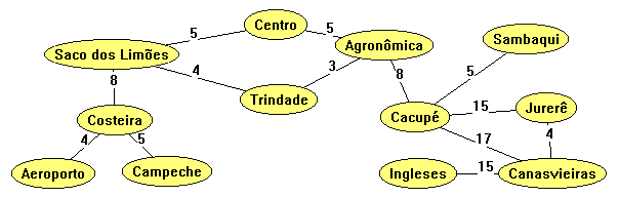 Centro
5
5
Sambaqui
Agronômica
Saco dos Limões
4
3
5
8
8
Trindade
15
Jurerê
Cacupé
Costeira
17
4
4
5
Aeroporto
Campeche
Ingleses
15
Canasvieiras